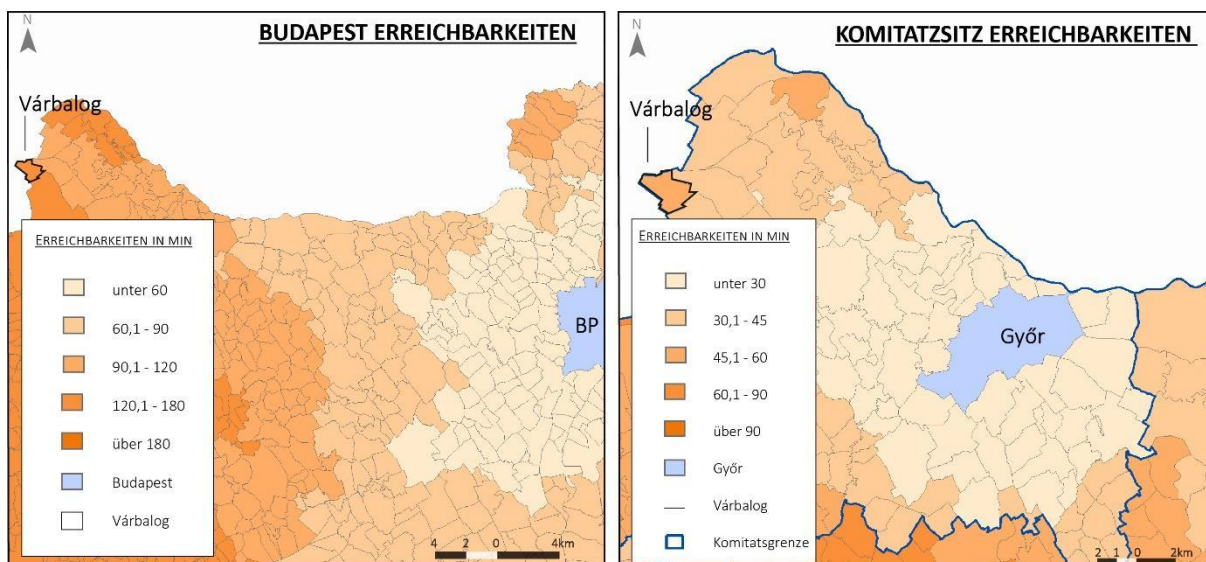 N
BUDAPEST ERREICHBARKEITEN
Várbalog
ERREICHBARKEITEN IN MIN
unter 60
60,1 - 90
90,1 - 120
120,1 - 180
über 180
Budapest
Várbalog
BP
4 2 0 4km
N
KOMITATZSITZ ERREICHBARKEITEN
Várbalog
ERREICHBARKEITEN IN MIN
unter 30
30,1 - 45
45,1 - 60
60,1 - 90
über 90
Győr
Várbalog
Komitatsgrenze
Győr
2 1 0 2km